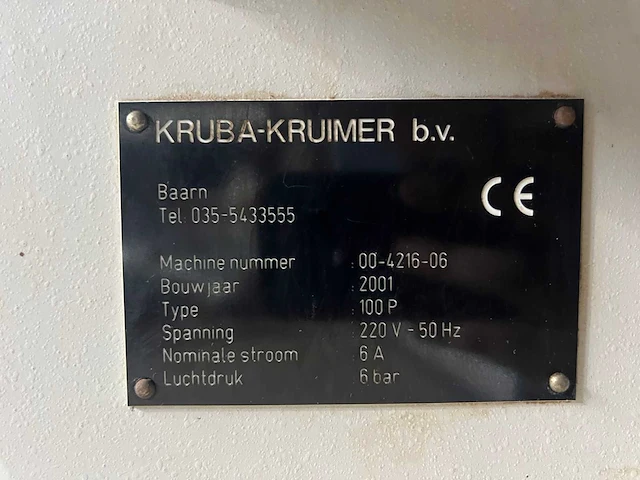 KRUBA-KRUIMER b.v.
Baarn
Tel. 035-5433555
CE
Machine nummer : 00-4216-06
Bouwjaar : 2001
Type : 100 P
Spanning : 220 V - 50 Hz
Nominale stroom : 6 A
Luchtdruk : 6 bar